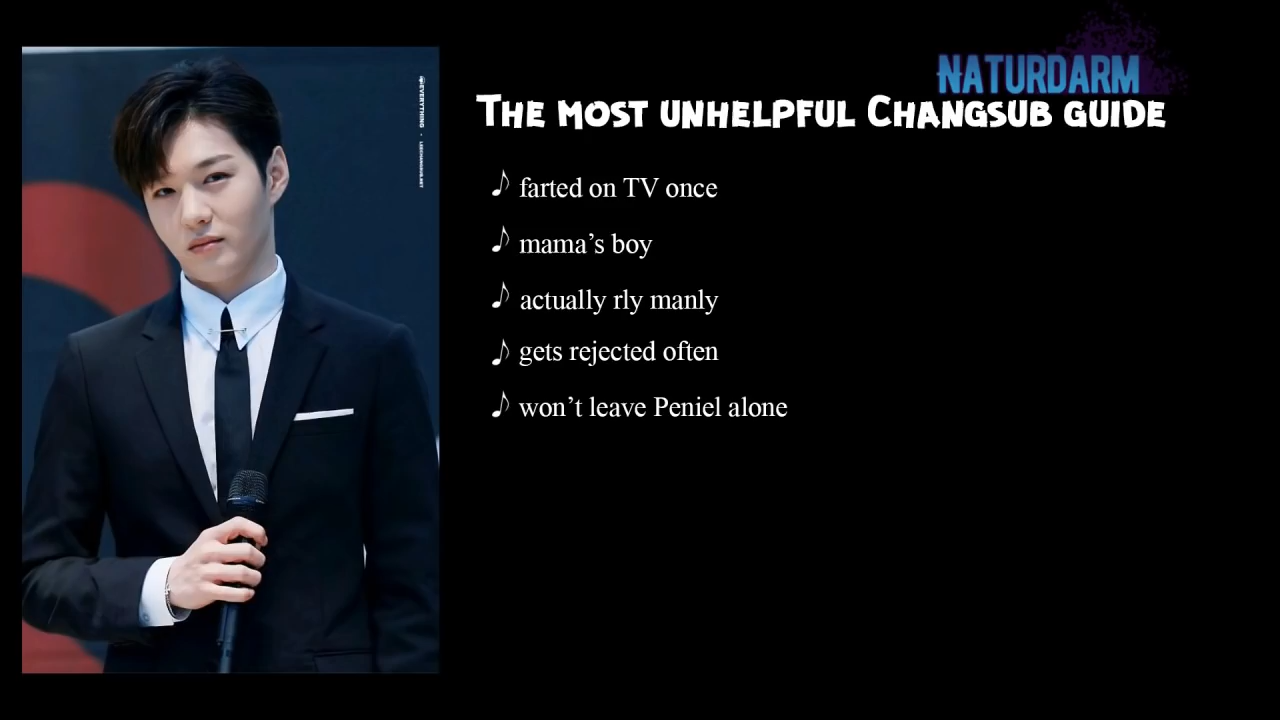 NATURDARM
THE MOST UNHELPFUL CHANGSUB GUIDE
farted on TV once
mama's boy
actually rly manly
gets rejected often
won't leave Peniel alone